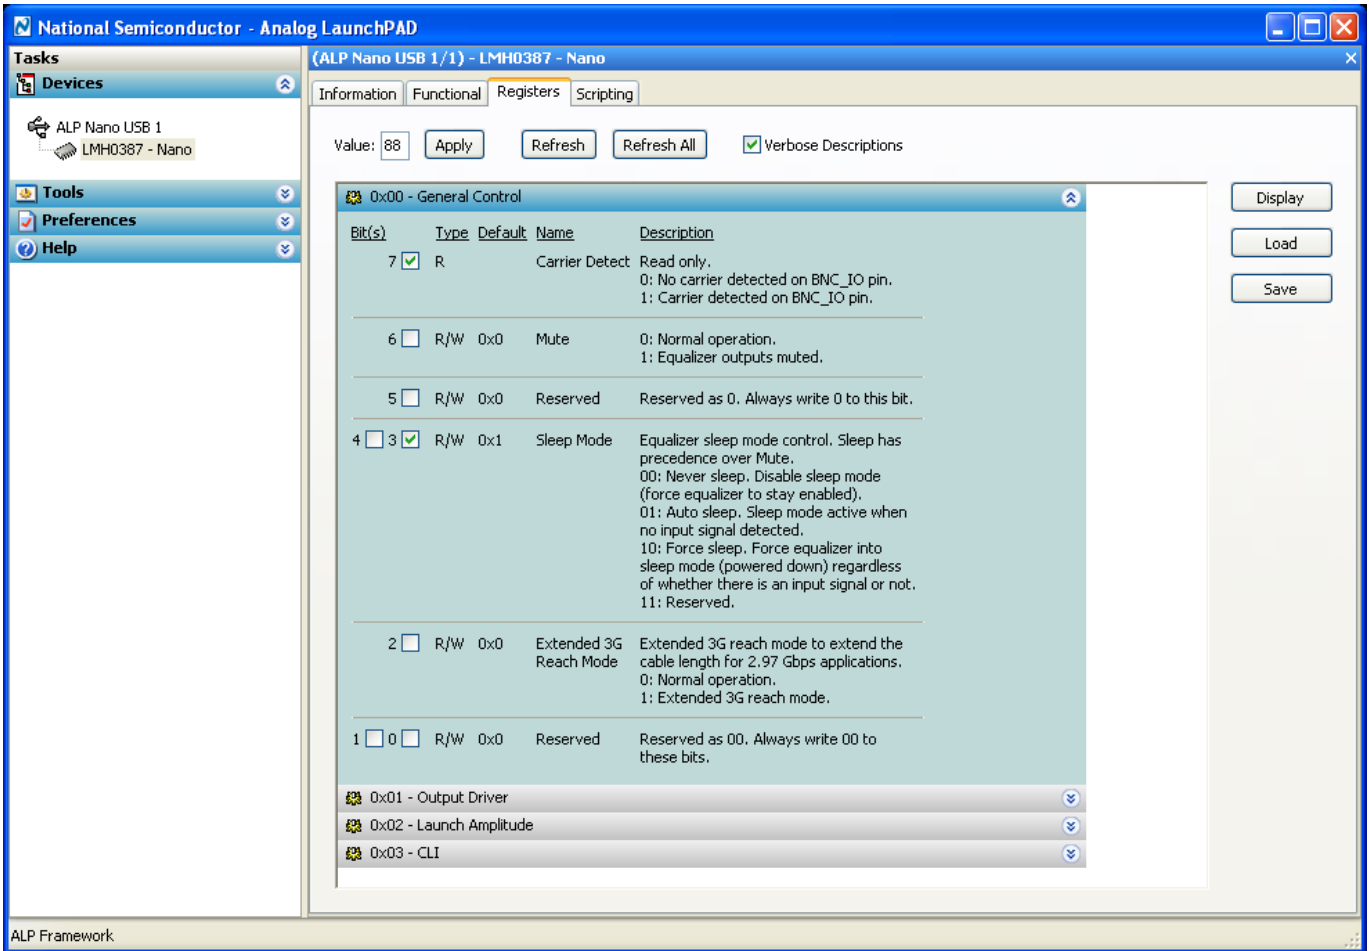 National Semiconductor - Analog LaunchPAD
Tasks
Devices
ALP Nano USB 1
LMH0387 - Nano
Tools
Preferences
Help
(ALP Nano USB 1/1) - LMH0387 - Nano
Information Functional Registers Scripting
Value: 88 Apply Refresh Refresh All Verbose Descriptions
0x00 - General Control
Bit(s) Type Default Name Description
7 R Carrier Detect Read only.
0: No carrier detected on BNC_IO pin.
1: Carrier detected on BNC_IO pin.
6 R/W 0x0 Mute 0: Normal operation.
1: Equalizer outputs muted.
5 R/W 0x0 Reserved Reserved as 0. Always write 0 to this bit.
4 3 R/W 0x1 Sleep Mode Equalizer sleep mode control. Sleep has
precedence over Mute.
00: Never sleep. Disable sleep mode
(force equalizer to stay enabled).
01: Auto sleep. Sleep mode active when
no input signal detected.
10: Force sleep. Force equalizer into
sleep mode (powered down) regardless
of whether there is an input signal or not.
11: Reserved.
2 R/W 0x0 Extended 3G Extended 3G reach mode to extend the
Reach Mode cable length for 2.97 Gbps applications.
0: Normal operation.
1: Extended 3G reach mode.
1 0 R/W 0x0 Reserved Reserved as 00. Always write 00 to
these bits.
0x01 - Output Driver
0x02 - Launch Amplitude
0x03 - CLI
Display
Load
Save
ALP Framework